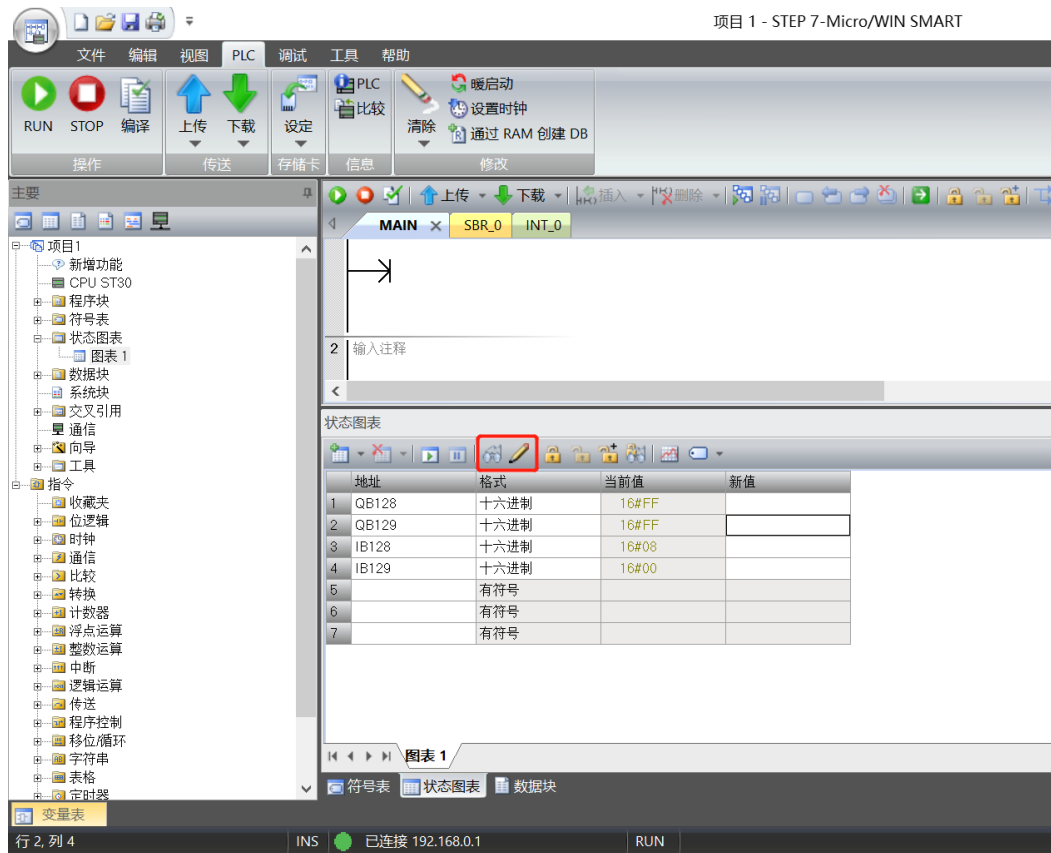 项目 1 - STEP 7-Micro/WIN SMART
文件 编辑 视图 PLC 调试 工具 帮助
RUN STOP 编译 上传 下载 设定 PLC 比较 清除 暖启动 设置时钟 通过 RAM 创建 DB
操作 传送 存储卡 信息 修改
主要
项目1
新增功能
CPU ST30
程序块
符号表
状态图表
图表 1
数据块
系统块
交叉引用
通信
向导
工具
指令
收藏夹
位逻辑
时钟
通信
比较
转换
计数器
浮点运算
整数运算
中断
逻辑运算
传送
程序控制
移位/循环
字符串
表格
定时器
变量表
上传 下载 插入 删除
MAIN SBR_0 INT_0
2 输入注释
状态图表
地址 格式 当前值 新值
1 QB128 十六进制 16#FF
2 QB129 十六进制 16#FF
3 IB128 十六进制 16#08
4 IB129 十六进制 16#00
5 有符号
6 有符号
7 有符号
图表 1
符号表 状态图表 数据块
行 2, 列 4 INS 已连接 192.168.0.1 RUN